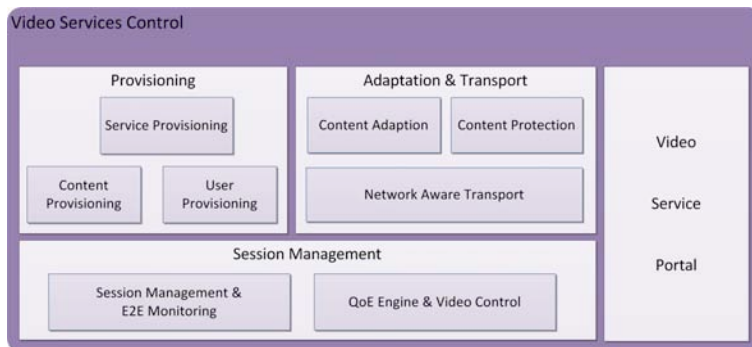 Video Services Control
Provisioning
Service Provisioning
Content
Provisioning
User
Provisioning
Adaptation & Transport
Content Adaption
Content Protection
Network Aware Transport
Session Management
Session Management &
E2E Monitoring
QoE Engine & Video Control
Video
Service
Portal